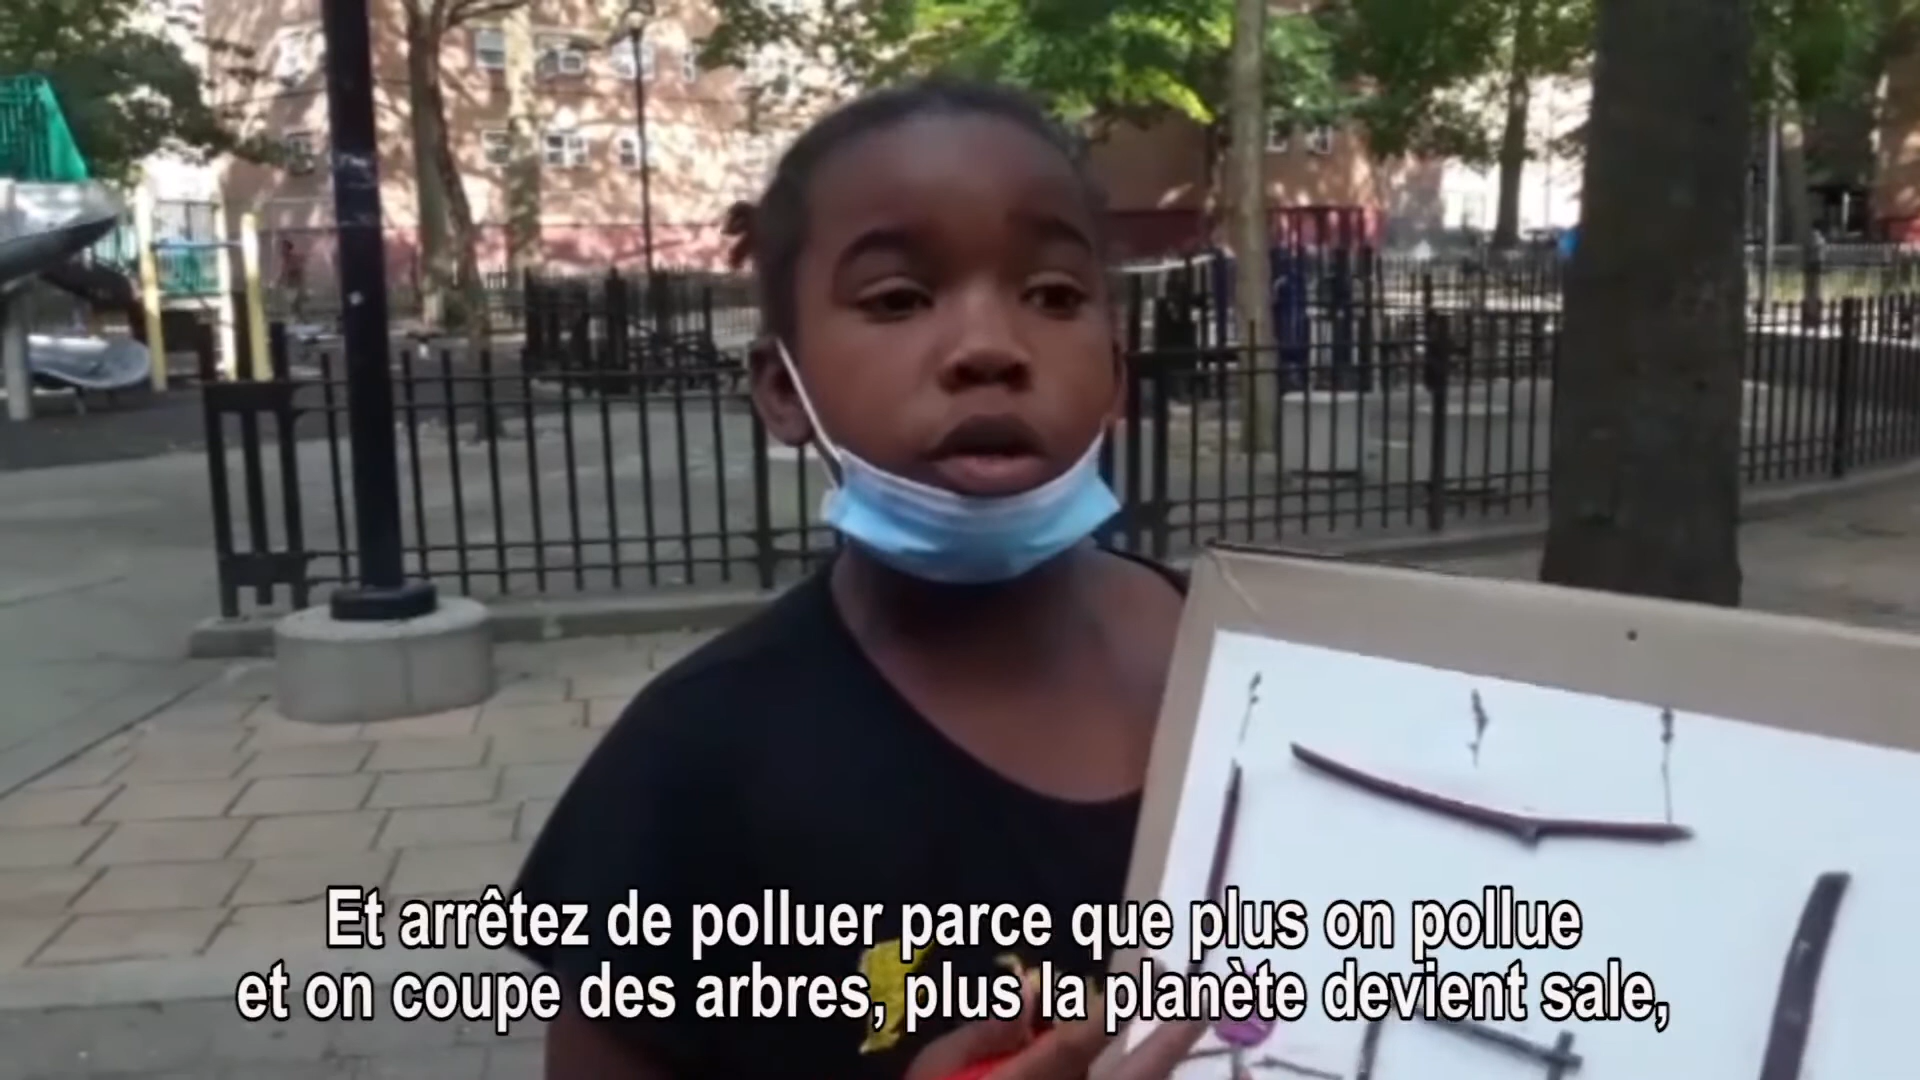 Et arrêtez de polluer parce que plus on pollue
et on coupe des arbres, plus la planète devient sale,